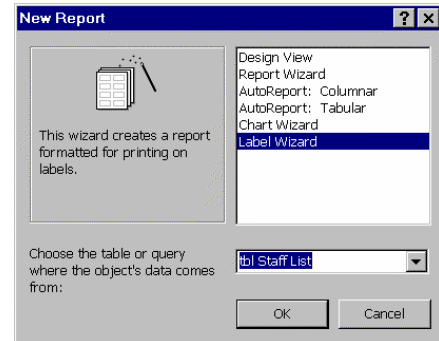 New Report
Design View
Report Wizard
AutoReport: Columnar
AutoReport: Tabular
Chart Wizard
Label Wizard
This wizard creates a report
formatted for printing on
labels.
Choose the table or query
where the object's data comes
from:
tbl Staff List
OK
Cancel